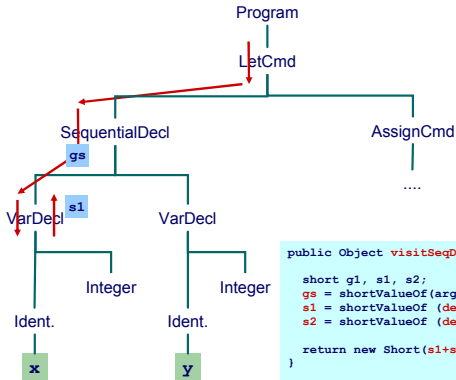 Program
LetCmd
SequentialDecl
AssignCmd
gs
....
VarDecl
s1
VarDecl
public Object visitSeqD
Integer
Integer
short g1, s1, s2;
gs = shortValueOf(arg
s1 = shortValueOf (de
s2 = shortValueOf (de
Ident.
Ident.
return new Short(s1+s
}
x
y